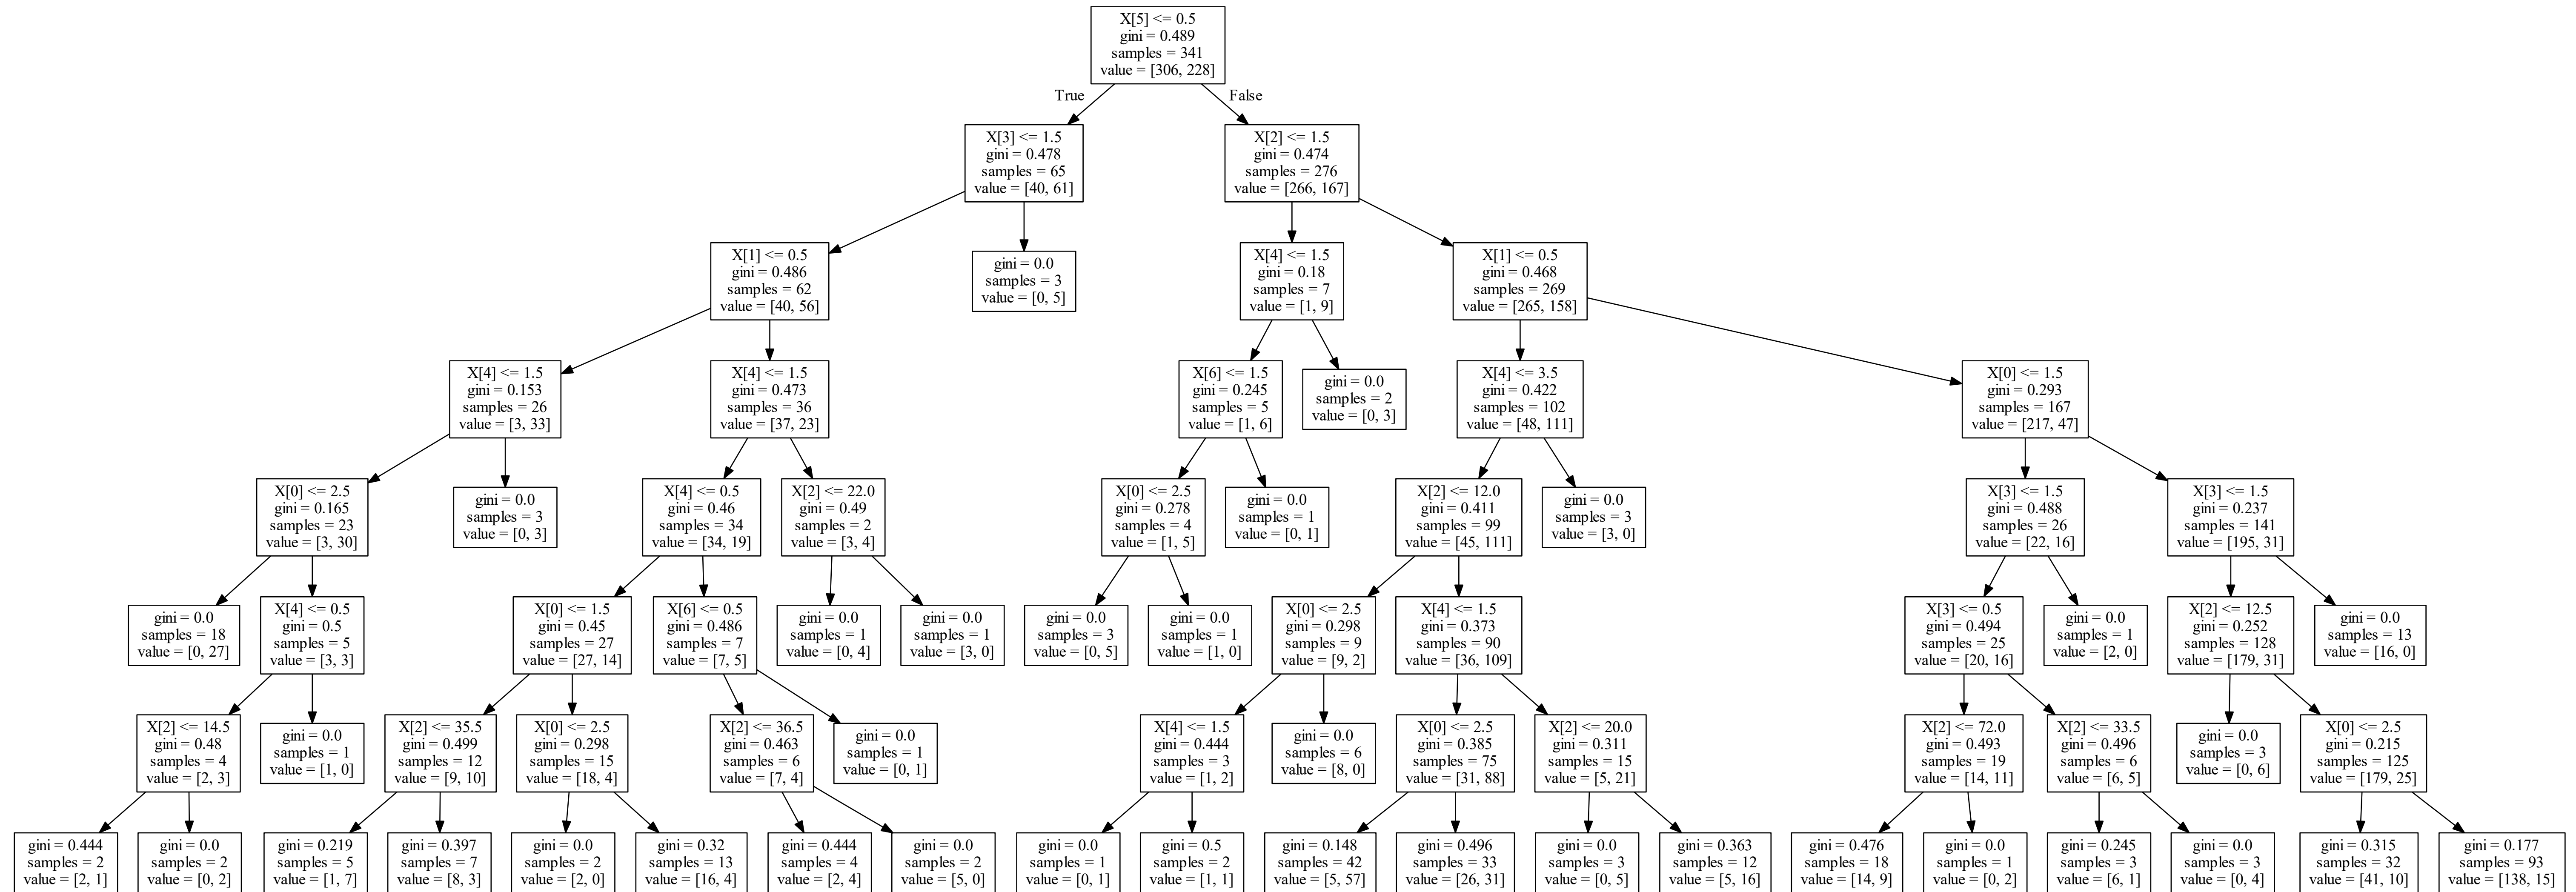 X[5] <= 0.5
gini = 0.489
samples = 341
value = [306, 228]
True
False
X[3] <= 1.5
gini = 0.478
samples = 65
value = [40, 61]
X[2] <= 1.5
gini = 0.474
samples = 276
value = [266, 167]
X[1] <= 0.5
gini = 0.486
samples = 62
value = [40, 56]
gini = 0.0
samples = 3
value = [0, 5]
X[4] <= 1.5
gini = 0.18
samples = 7
value = [1, 9]
X[1] <= 0.5
gini = 0.468
samples = 269
value = [265, 158]
X[4] <= 1.5
gini = 0.153
samples = 26
value = [3, 33]
X[4] <= 1.5
gini = 0.473
samples = 36
value = [37, 23]
X[6] <= 1.5
gini = 0.245
samples = 5
value = [1, 6]
gini = 0.0
samples = 2
value = [0, 3]
X[4] <= 3.5
gini = 0.422
samples = 102
value = [48, 111]
X[0] <= 1.5
gini = 0.293
samples = 167
value = [217, 47]
X[0] <= 2.5
gini = 0.165
samples = 23
value = [3, 30]
gini = 0.0
samples = 3
value = [0, 3]
X[4] <= 0.5
gini = 0.46
samples = 34
value = [34, 19]
X[2] <= 22.0
gini = 0.49
samples = 2
value = [3, 4]
X[0] <= 2.5
gini = 0.278
samples = 4
value = [1, 5]
gini = 0.0
samples = 1
value = [0, 1]
X[2] <= 12.0
gini = 0.411
samples = 99
value = [45, 111]
gini = 0.0
samples = 3
value = [3, 0]
X[3] <= 1.5
gini = 0.488
samples = 26
value = [22, 16]
X[3] <= 1.5
gini = 0.237
samples = 141
value = [195, 31]
gini = 0.0
samples = 18
value = [0, 27]
X[4] <= 0.5
gini = 0.5
samples = 5
value = [3, 3]
X[0] <= 1.5
gini = 0.45
samples = 27
value = [27, 14]
X[6] <= 0.5
gini = 0.486
samples = 7
value = [7, 5]
gini = 0.0
samples = 1
value = [0, 4]
gini = 0.0
samples = 1
value = [3, 0]
gini = 0.0
samples = 3
value = [0, 5]
gini = 0.0
samples = 1
value = [1, 0]
X[0] <= 2.5
gini = 0.298
samples = 9
value = [9, 2]
X[4] <= 1.5
gini = 0.373
samples = 90
value = [36, 109]
X[3] <= 0.5
gini = 0.494
samples = 25
value = [20, 16]
gini = 0.0
samples = 1
value = [2, 0]
X[2] <= 12.5
gini = 0.252
samples = 128
value = [179, 31]
gini = 0.0
samples = 13
value = [16, 0]
X[2] <= 14.5
gini = 0.48
samples = 4
value = [2, 3]
gini = 0.0
samples = 1
value = [1, 0]
X[2] <= 35.5
gini = 0.499
samples = 12
value = [9, 10]
X[0] <= 2.5
gini = 0.298
samples = 15
value = [18, 4]
X[2] <= 36.5
gini = 0.463
samples = 6
value = [7, 4]
gini = 0.0
samples = 1
value = [0, 1]
X[4] <= 1.5
gini = 0.444
samples = 3
value = [1, 2]
gini = 0.0
samples = 6
value = [8, 0]
X[0] <= 2.5
gini = 0.385
samples = 75
value = [31, 88]
X[2] <= 20.0
gini = 0.311
samples = 15
value = [5, 21]
X[2] <= 72.0
gini = 0.493
samples = 19
value = [14, 11]
X[2] <= 33.5
gini = 0.496
samples = 6
value = [6, 5]
gini = 0.0
samples = 3
value = [0, 6]
X[0] <= 2.5
gini = 0.215
samples = 125
value = [179, 25]
gini = 0.444
samples = 2
value = [2, 1]
gini = 0.0
samples = 2
value = [0, 2]
gini = 0.219
samples = 5
value = [1, 7]
gini = 0.397
samples = 7
value = [8, 3]
gini = 0.0
samples = 2
value = [2, 0]
gini = 0.32
samples = 13
value = [16, 4]
gini = 0.444
samples = 4
value = [2, 4]
gini = 0.0
samples = 2
value = [5, 0]
gini = 0.0
samples = 1
value = [0, 1]
gini = 0.5
samples = 2
value = [1, 1]
gini = 0.148
samples = 42
value = [5, 57]
gini = 0.496
samples = 33
value = [26, 31]
gini = 0.0
samples = 3
value = [0, 5]
gini = 0.363
samples = 12
value = [5, 16]
gini = 0.476
samples = 18
value = [14, 9]
gini = 0.0
samples = 1
value = [0, 2]
gini = 0.245
samples = 3
value = [6, 1]
gini = 0.0
samples = 3
value = [0, 4]
gini = 0.315
samples = 32
value = [41, 10]
gini = 0.177
samples = 93
value = [138, 15]